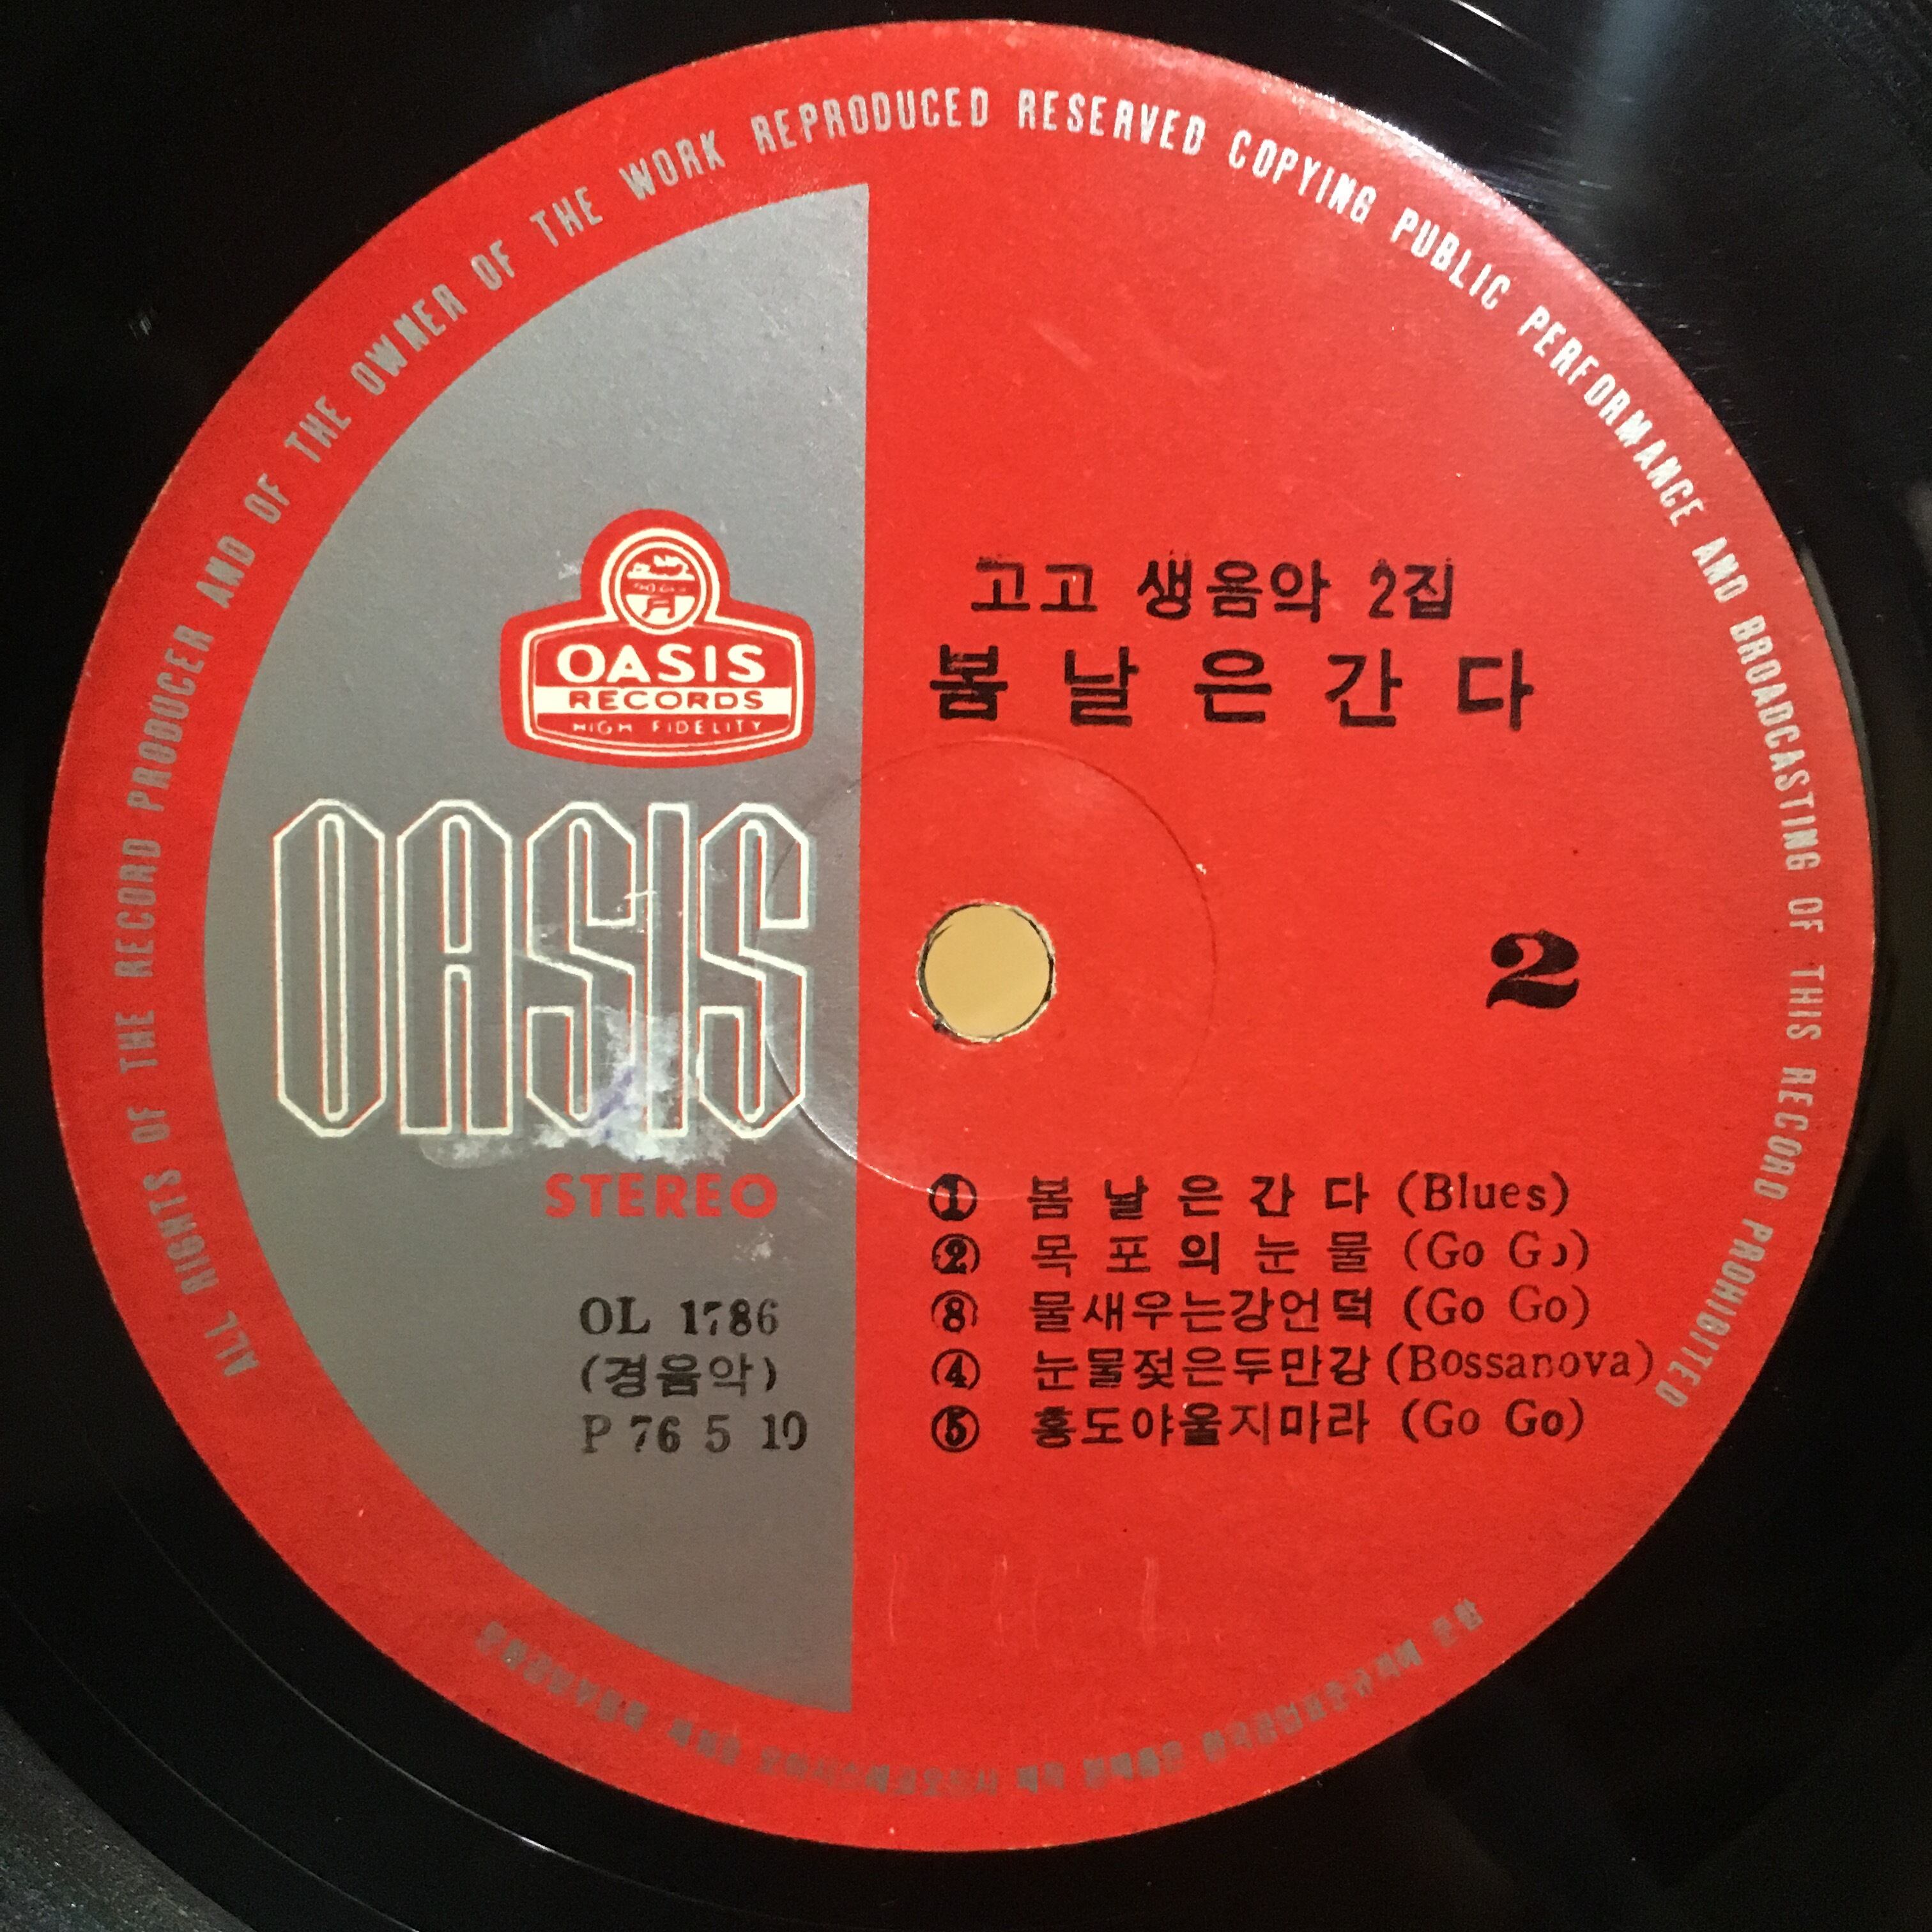 ALL RIGHTS OF THE RECORD PRODUCER AND OF THE OWNER OF THE WORK REPRODUCED RESERVED COPYING PUBLIC PERFORMANCE AND BROADCASTING OF THIS RECORD PROHIBITED
OASIS
RECORDS
HIGH FIDELITY
OASIS
STEREO
OL 1786
(경음악)
P 76 5 10
고고 생음악 2집
봄날은간다
2
① 봄날은간다 (Blues)
② 목포의눈물 (Go Go)
⑧ 물새우는강언덕 (Go Go)
④ 눈물젖은두만강 (Bossanova)
⑤ 홍도야울지마라 (Go Go)